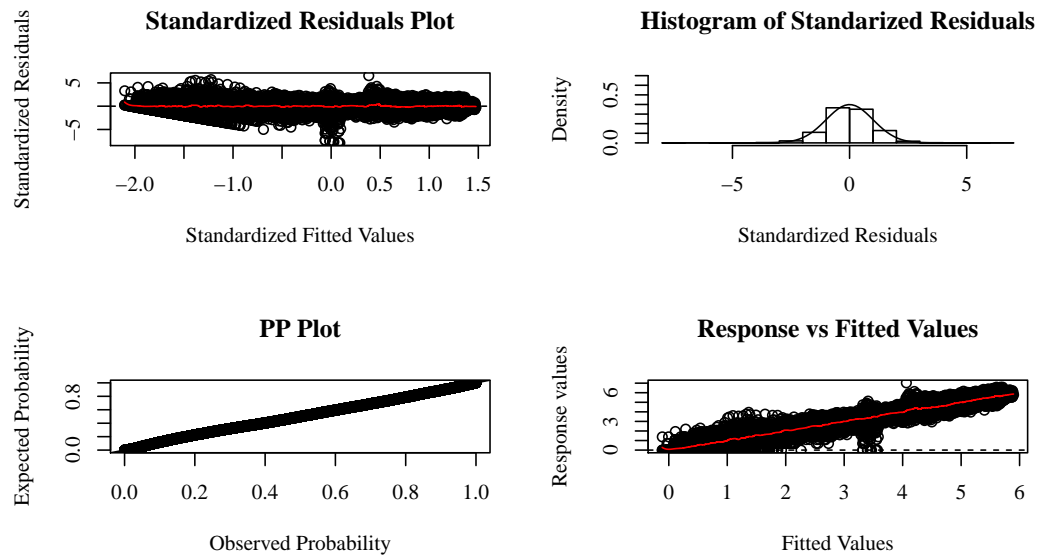 Standardized Residuals Plot
Standardized Residuals
5
−5
−2.0 −1.0 0.0 0.5 1.0 1.5
Standardized Fitted Values
Histogram of Standarized Residuals
Density
0.5
0.0
−5 0 5
Standardized Residuals
PP Plot
Expected Probability
0.8
0.0
0.0 0.2 0.4 0.6 0.8 1.0
Observed Probability
Response vs Fitted Values
Response values
6
3
0
0 1 2 3 4 5 6
Fitted Values